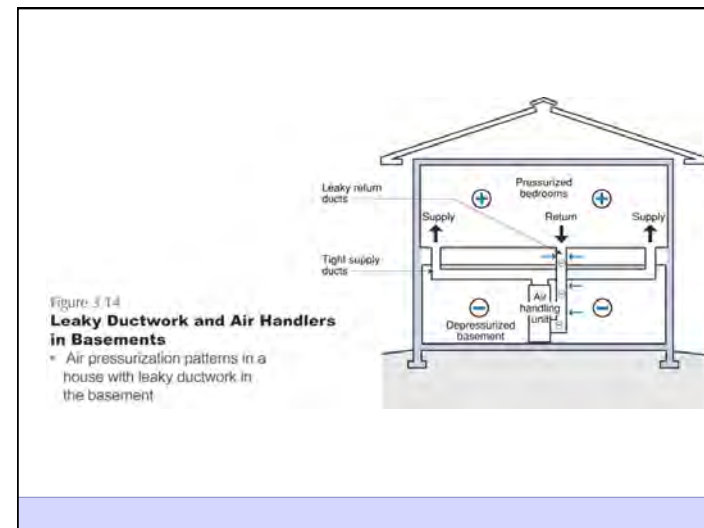 Leaky return
ducts
Pressurized
bedrooms
Supply
Return
Supply
Tight supply
ducts
Air
handling
unit
Depressurized
basement
Figure 3.14
Leaky Ductwork and Air Handlers
in Basements
• Air pressurization patterns in a
house with leaky ductwork in
the basement